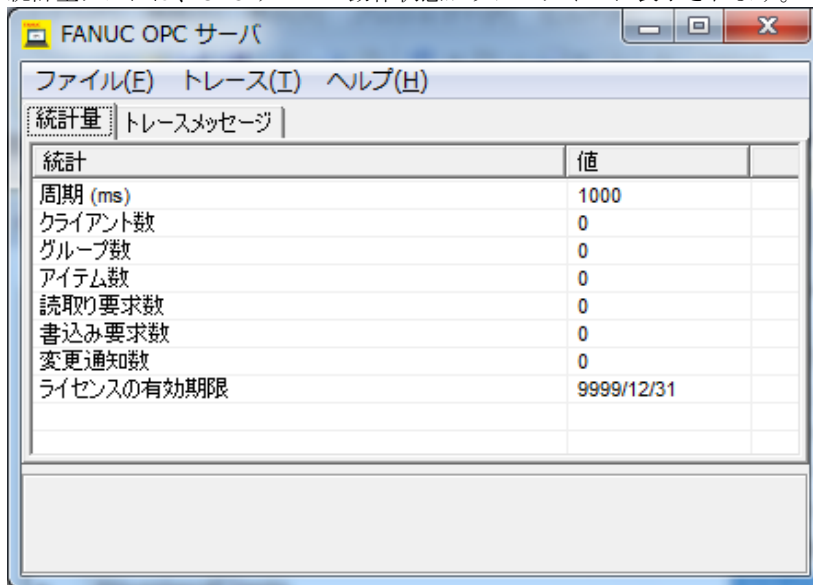 FANUC OPC サーバ
ファイル(F) トレース(T) ヘルプ(H)
統計量 トレースメッセージ
統計 値
周期 (ms) 1000
クライアント数 0
グループ数 0
アイテム数 0
読取り要求数 0
書込み要求数 0
変更通知数 0
ライセンスの有効期限 9999/12/31